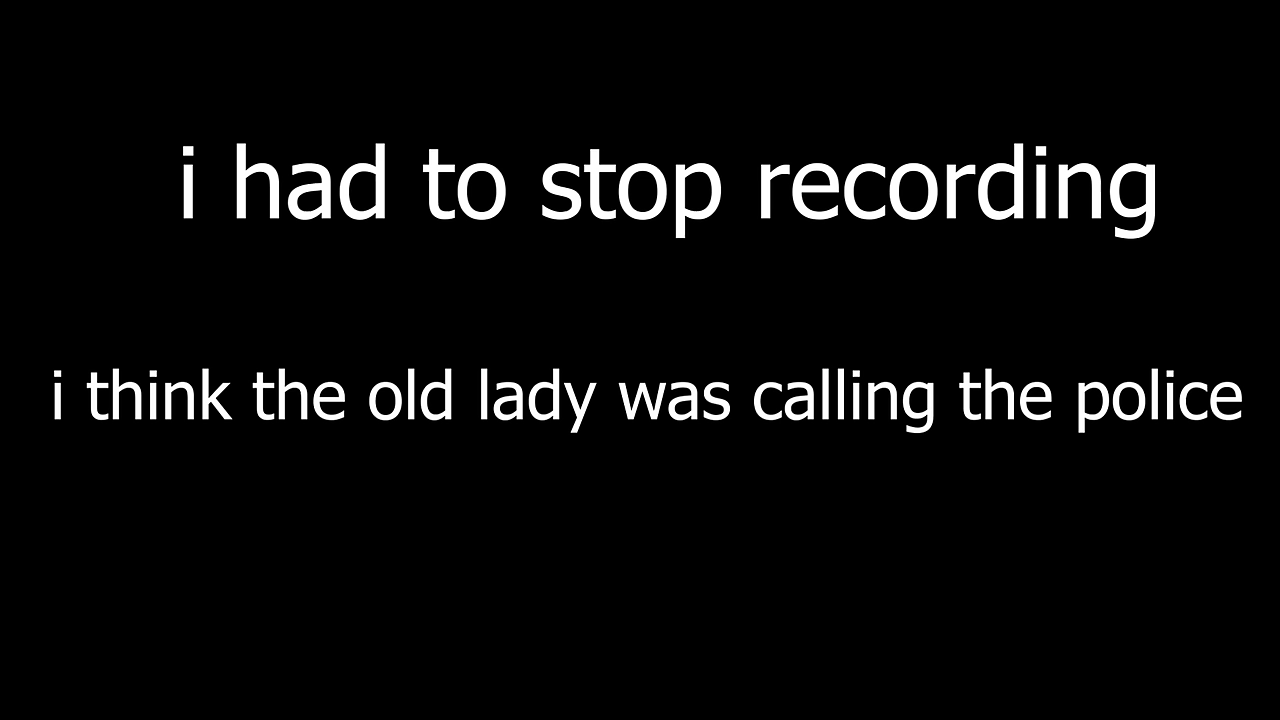 i had to stop recording
i think the old lady was calling the police